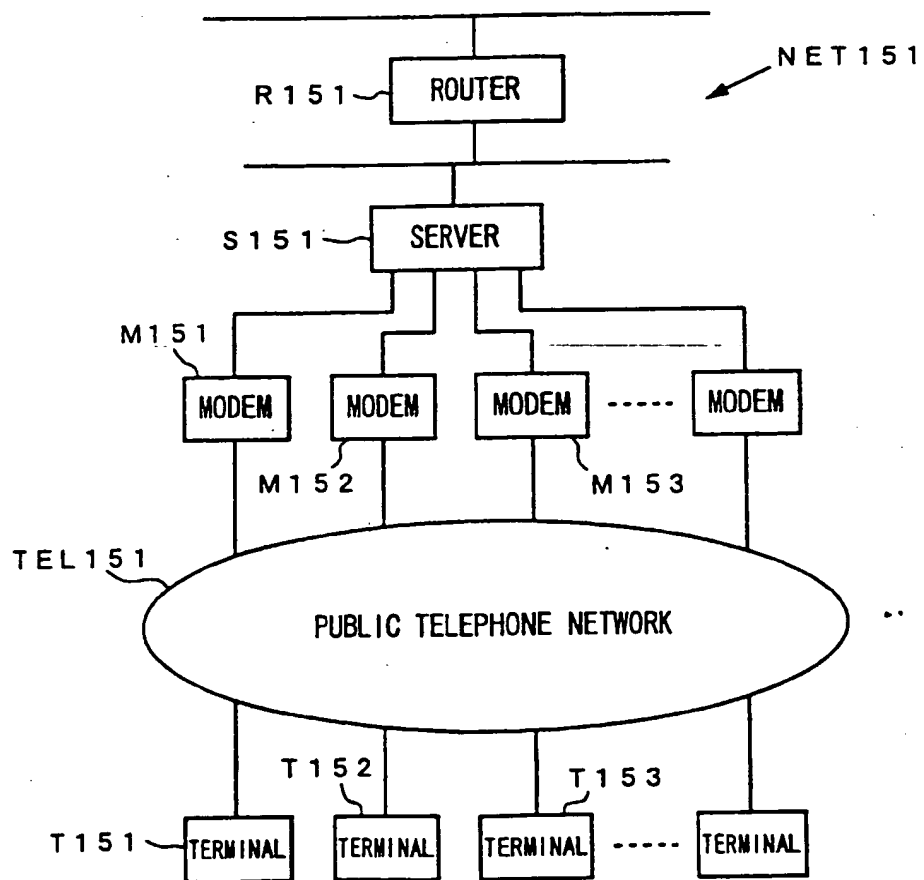 NET151
R151
ROUTER
S151
SERVER
M151
MODEM
MODEM
MODEM
MODEM
M152
M153
TEL151
PUBLIC TELEPHONE NETWORK
T152
T153
T151
TERMINAL
TERMINAL
TERMINAL
TERMINAL